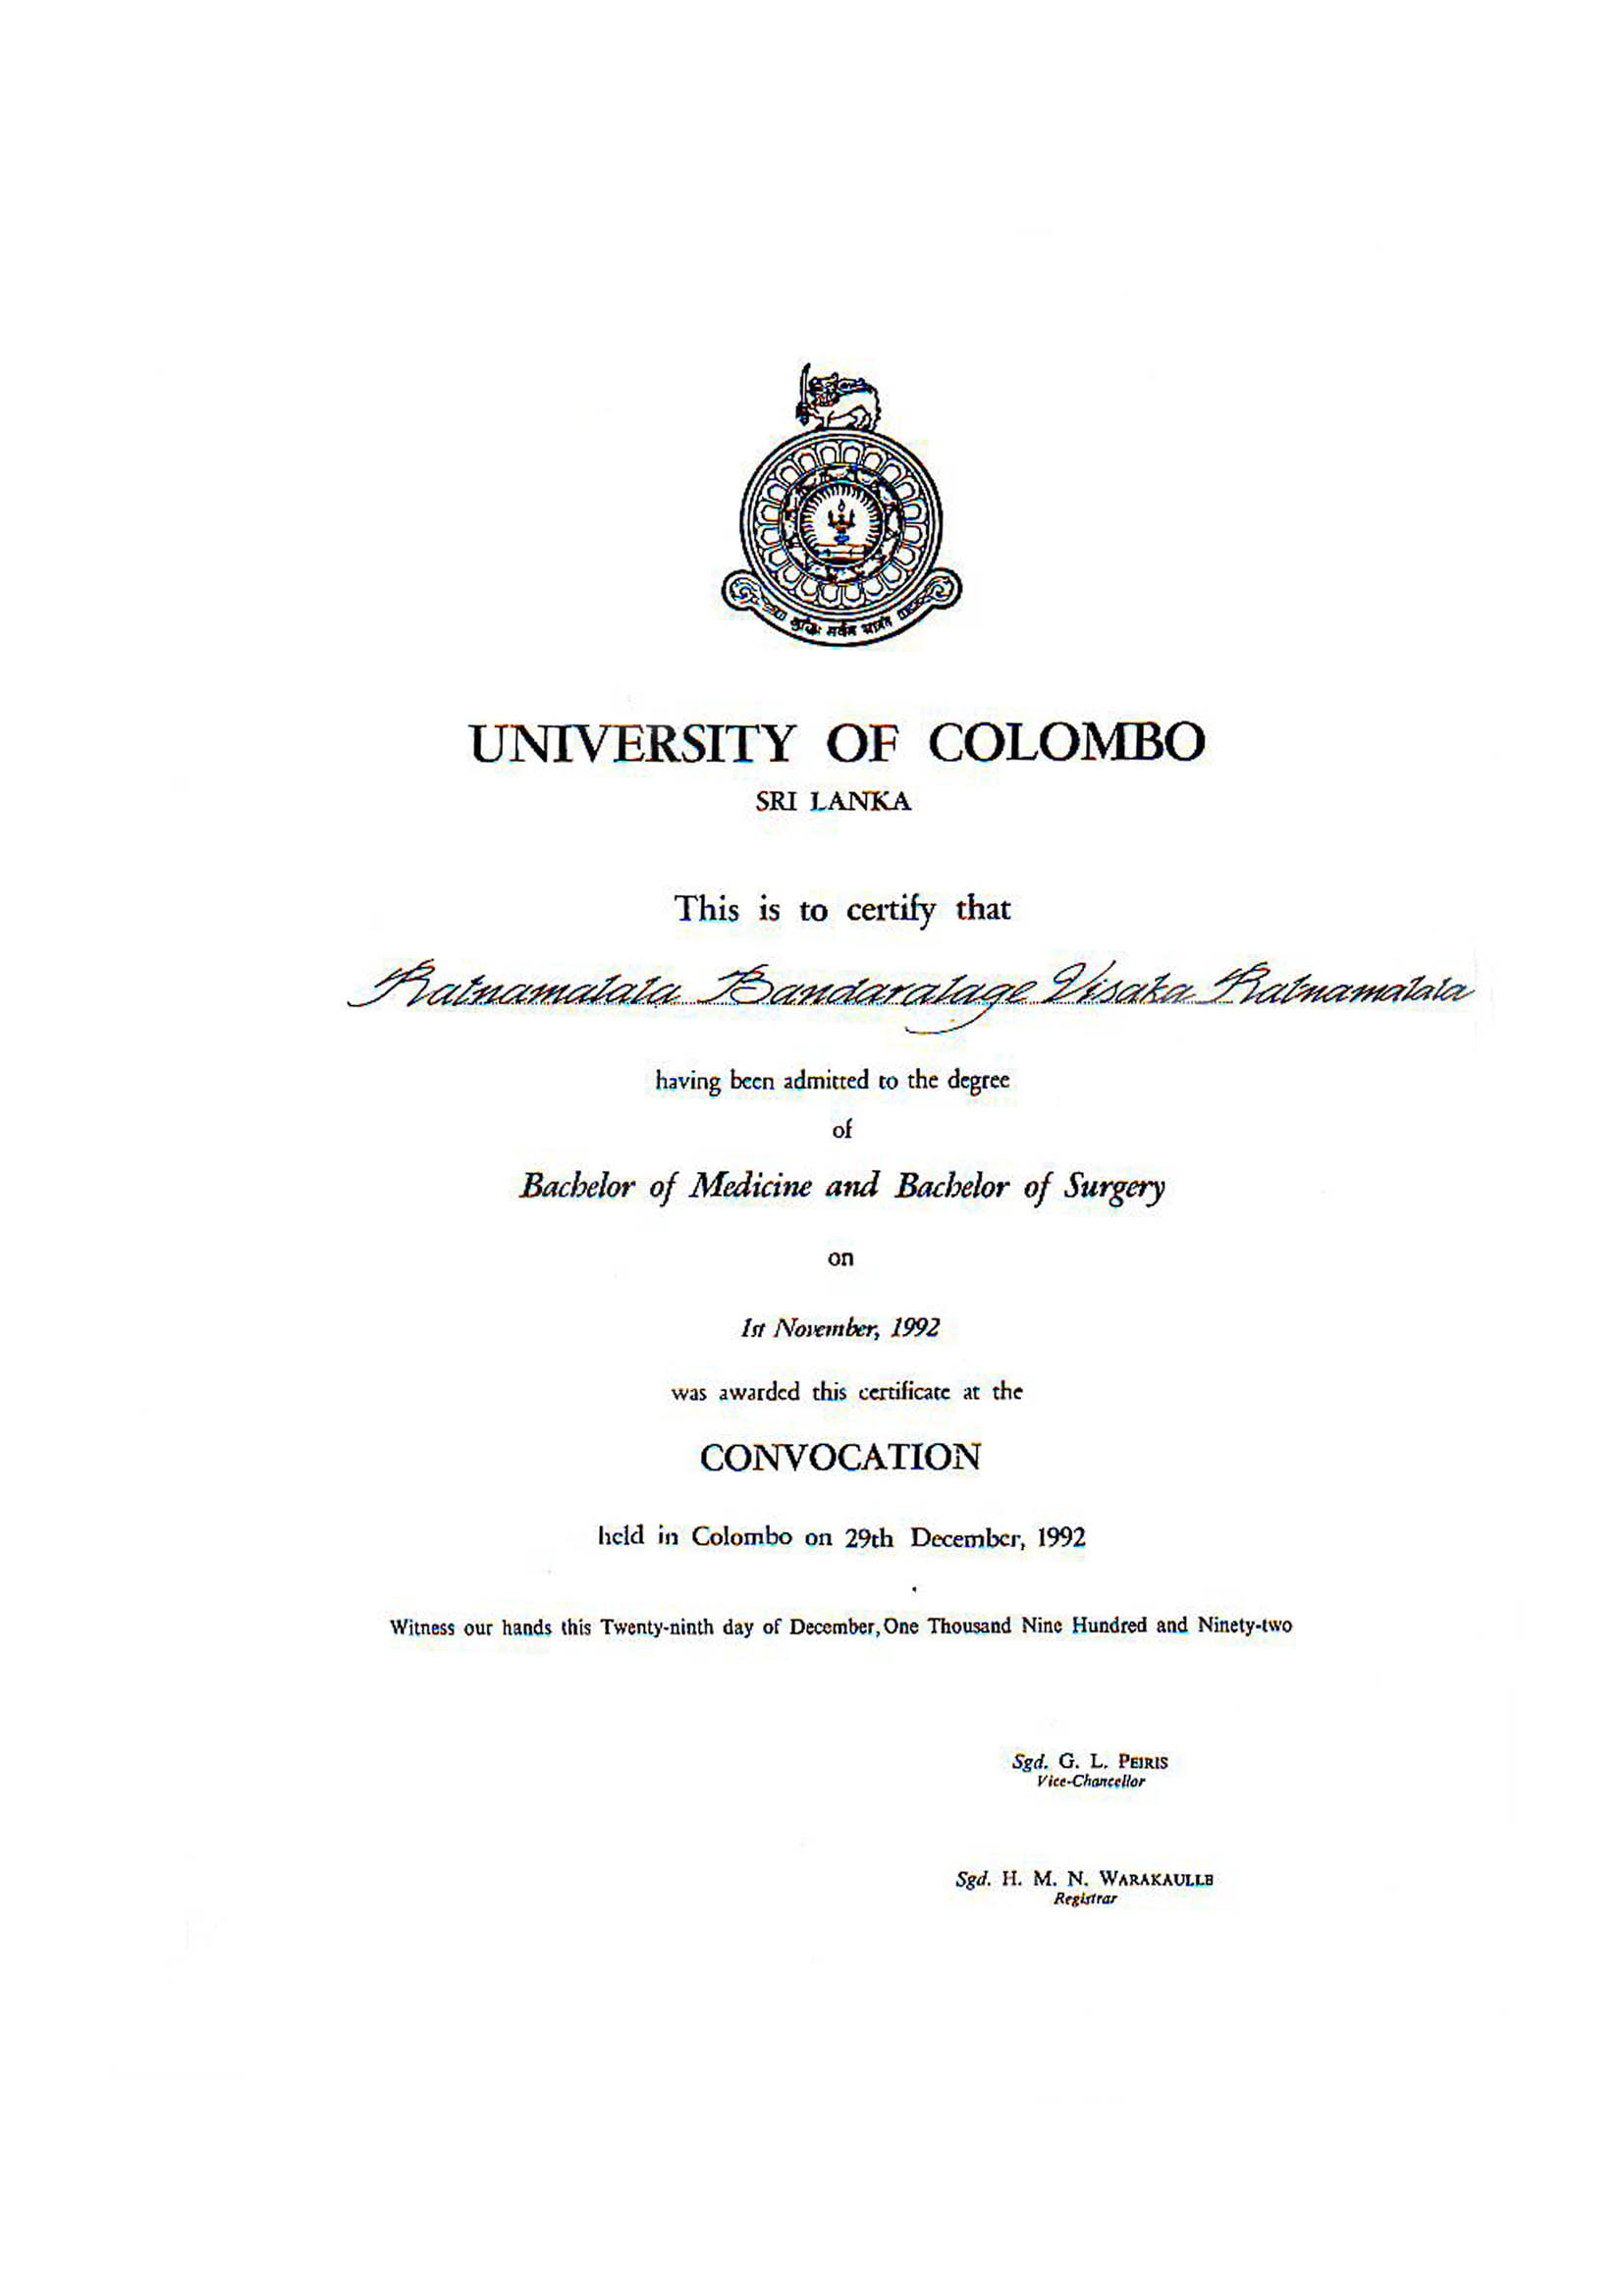 बुद्धिः सर्वत्र भ्राजते
UNIVERSITY OF COLOMBO
SRI LANKA
This is to certify that
Ratnamalala Bandaralage Visaka Ratnamalala
having been admitted to the degree
of
Bachelor of Medicine and Bachelor of Surgery
on
1st November, 1992
was awarded this certificate at the
CONVOCATION
held in Colombo on 29th December, 1992
Witness our hands this Twenty-ninth day of December, One Thousand Nine Hundred and Ninety-two
Sgd. G. L. PEIRIS
Vice-Chancellor
Sgd. H. M. N. WARAKAULLE
Registrar